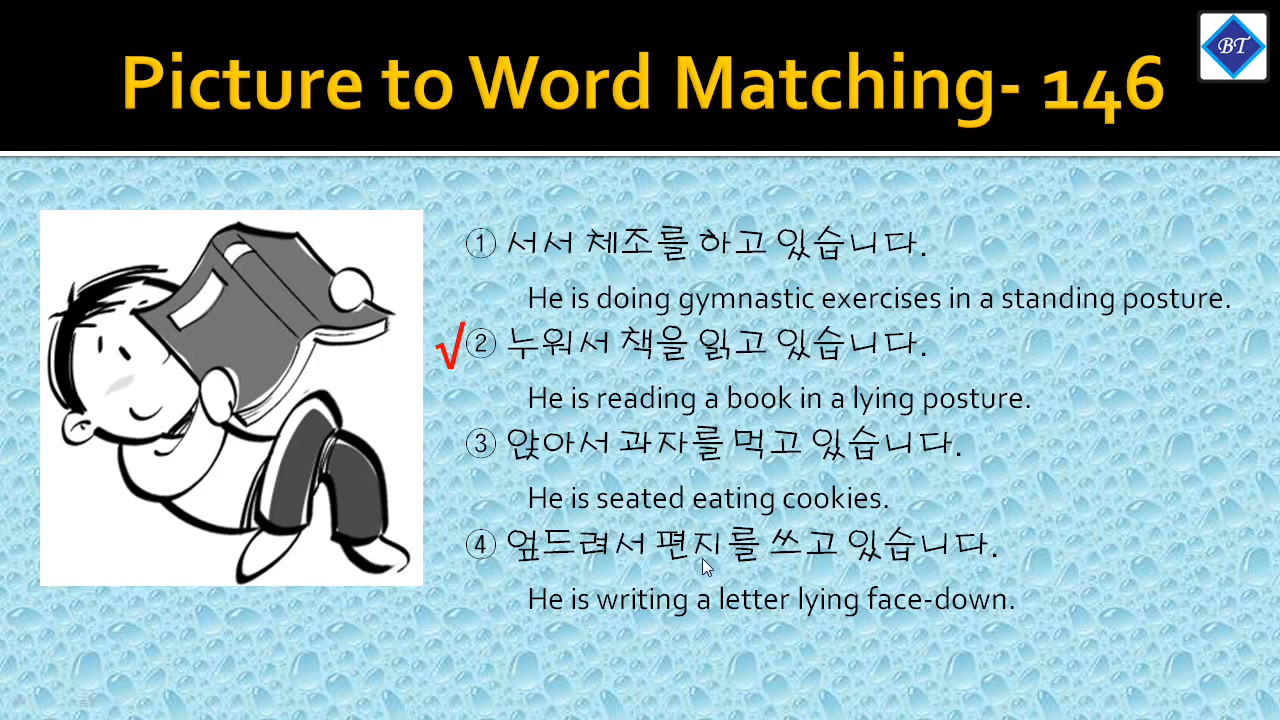 Picture to Word Matching- 146
BT
① 서서 체조를 하고 있습니다.
He is doing gymnastic exercises in a standing posture.
√② 누워서 책을 읽고 있습니다.
He is reading a book in a lying posture.
③ 앉아서 과자를 먹고 있습니다.
He is seated eating cookies.
④ 엎드려서 편지를 쓰고 있습니다.
He is writing a letter lying face-down.